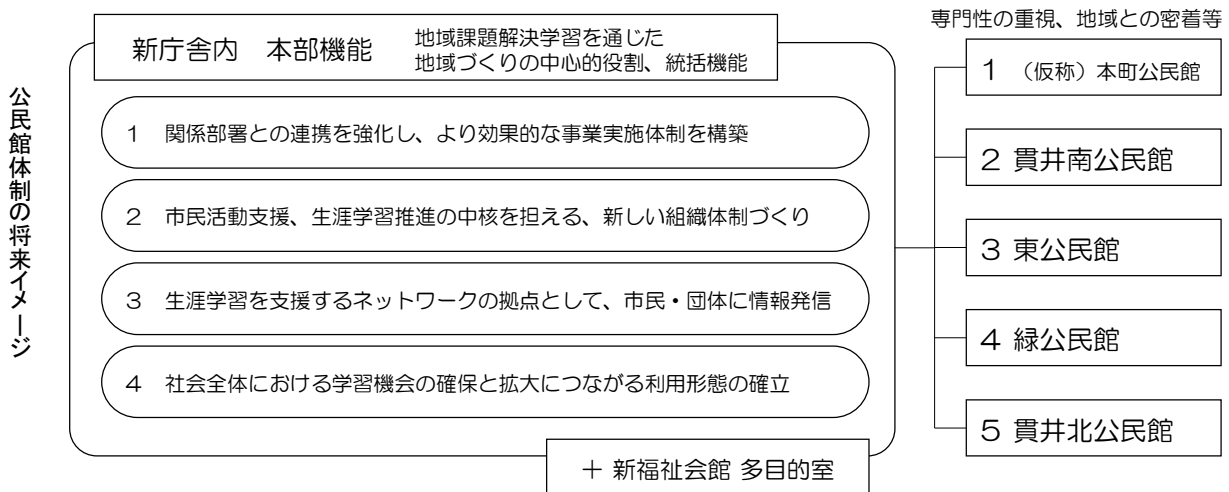 公民館体制の将来イメージ
新庁舎内　本部機能
地域課題解決学習を通じた
地域づくりの中心的役割、統括機能
1　関係部署との連携を強化し、より効果的な事業実施体制を構築
2　市民活動支援、生涯学習推進の中核を担える、新しい組織体制づくり
3　生涯学習を支援するネットワークの拠点として、市民・団体に情報発信
4　社会全体における学習機会の確保と拡大につながる利用形態の確立
＋ 新福祉会館 多目的室
専門性の重視、地域との密着等
1　（仮称）本町公民館
2 貫井南公民館
3 東公民館
4 緑公民館
5 貫井北公民館